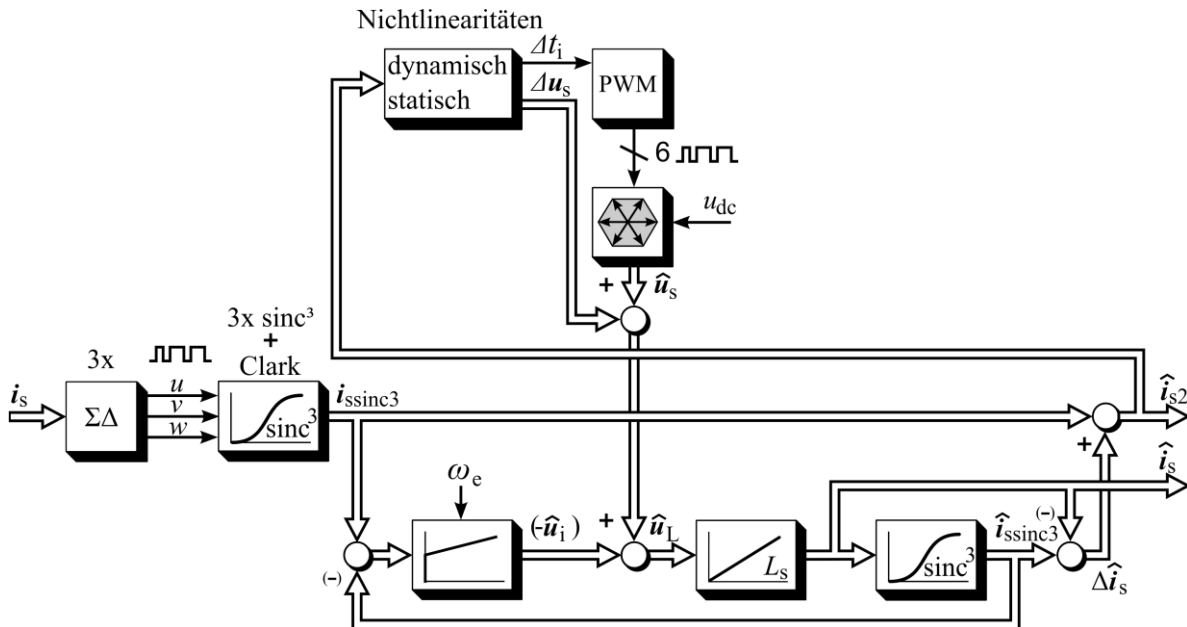 Nichtlinearitäten
dynamisch
statisch
Δt_i
Δu_s
PWM
6
u_dc
+
û_s
3x sinc³
+
Clark
3x
i_s
ΣΔ
u
v
w
sinc³
i_ssinc3
î_s2
+
î_s
ω_e
(-û_i)
+
û_L
L_s
sinc³
î_ssinc3
(-)
(-)
Δî_s